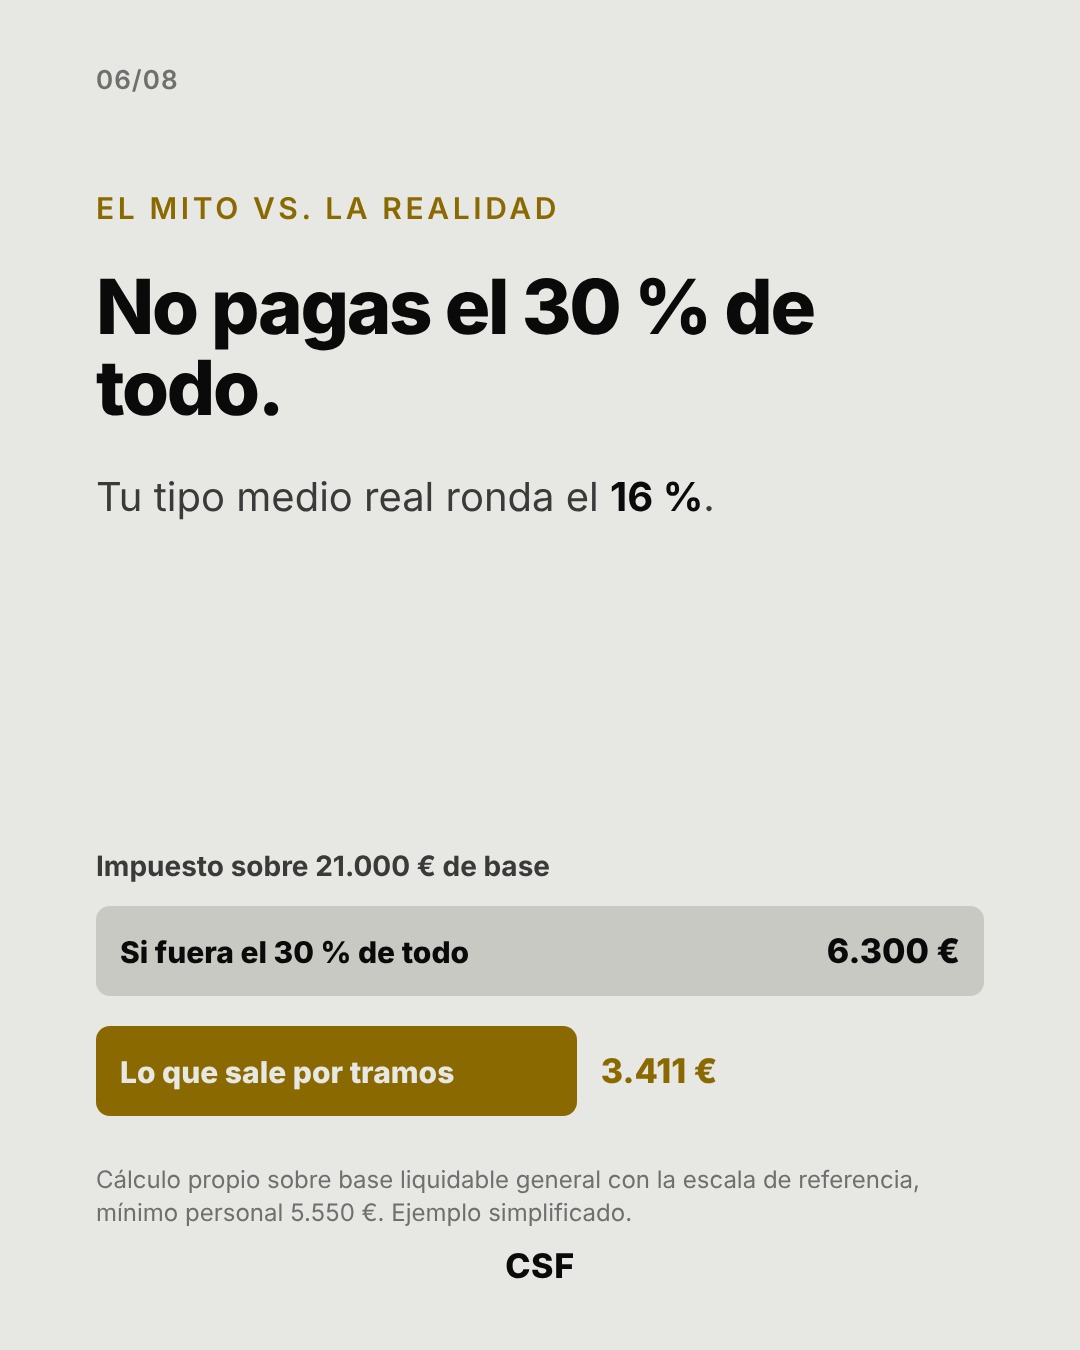 06/08
EL MITO VS. LA REALIDAD
No pagas el 30 % de
todo.
Tu tipo medio real ronda el 16 %.
Impuesto sobre 21.000 € de base
Si fuera el 30 % de todo 6.300 €
Lo que sale por tramos 3.411 €
Cálculo propio sobre base liquidable general con la escala de referencia,
mínimo personal 5.550 €. Ejemplo simplificado.
CSF